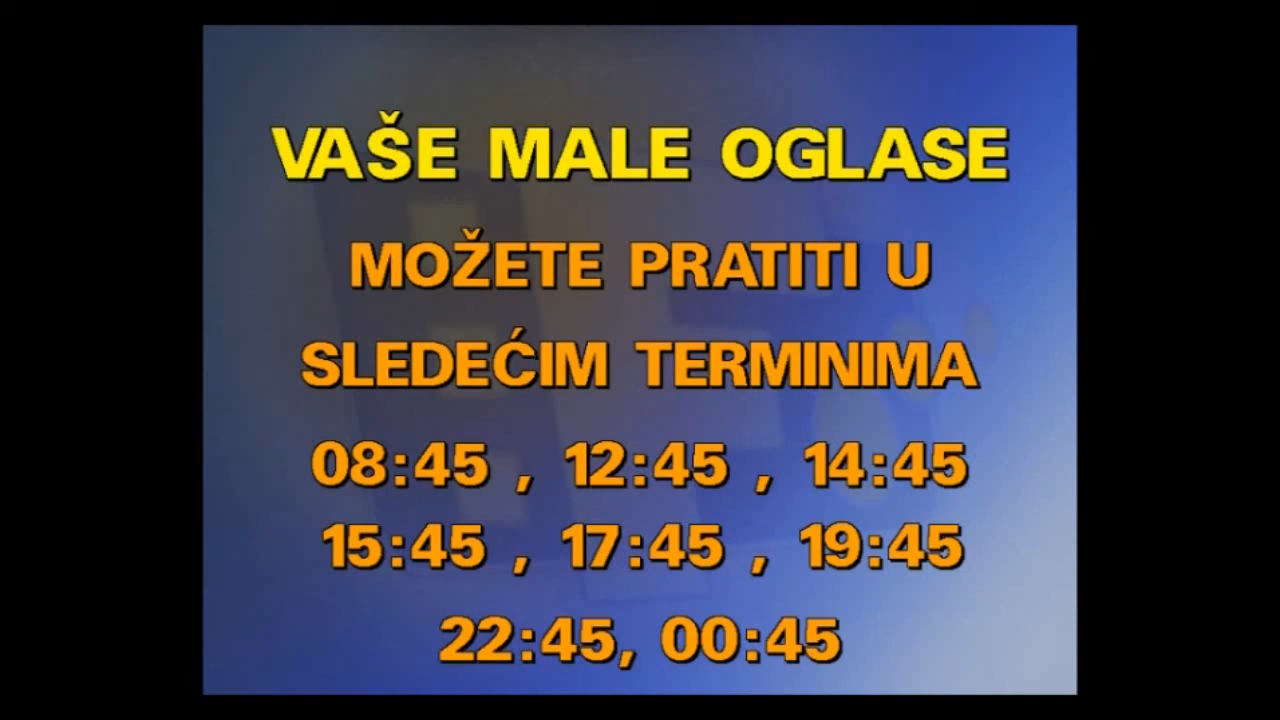 VAŠE MALE OGLASE
MOŽETE PRATITI U
SLEDEĆIM TERMINIMA
08:45 , 12:45 , 14:45
15:45 , 17:45 , 19:45
22:45, 00:45